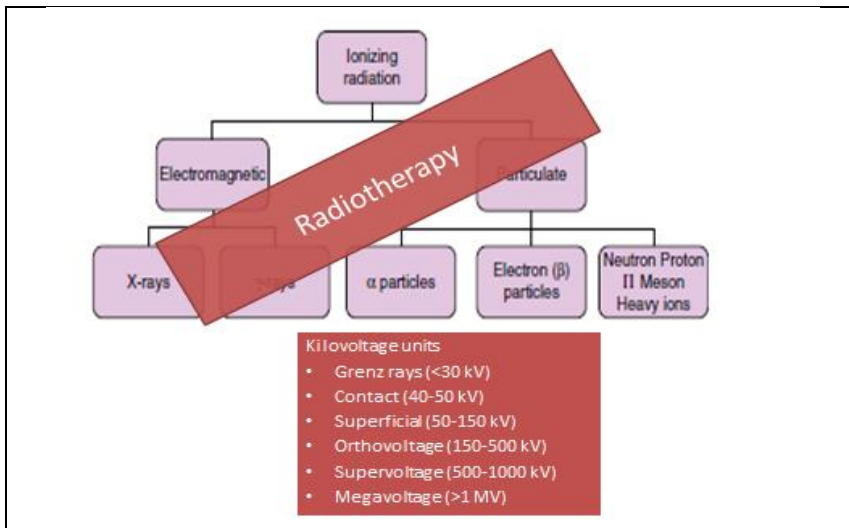 Ionizing
radiation
Electromagnetic
Particulate
Radiotherapy
X-rays
γ-rays
α particles
Electron (β)
particles
Neutron Proton
Π Meson
Heavy ions
Kilovoltage units
• Grenz rays (<30 kV)
• Contact (40-50 kV)
• Superficial (50-150 kV)
• Orthovoltage (150-500 kV)
• Supervoltage (500-1000 kV)
• Megavoltage (>1 MV)